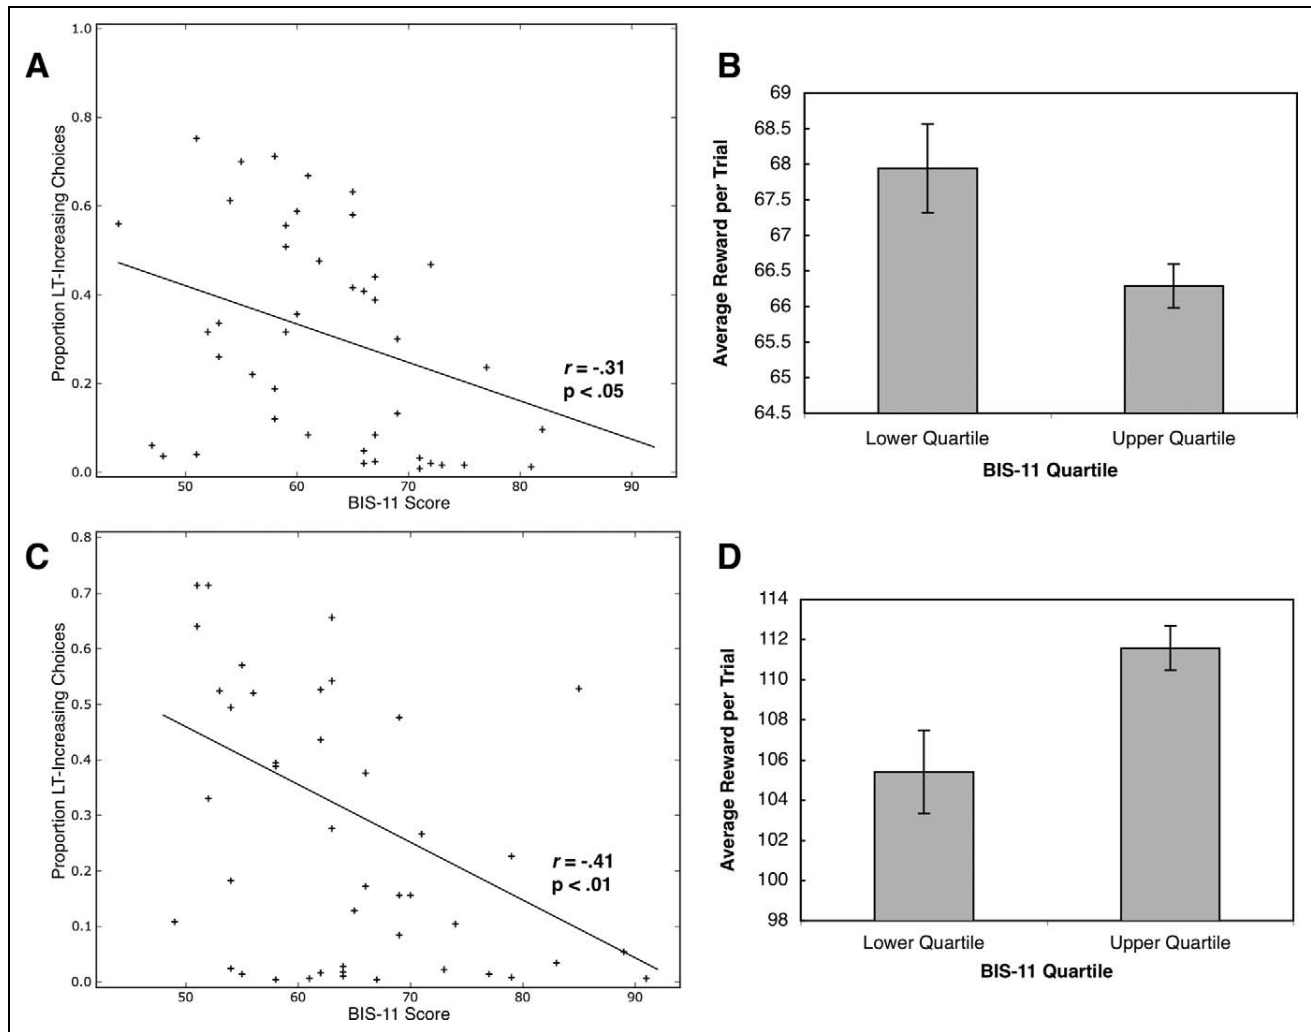 A
1.0
0.8
0.6
0.4
0.2
0.0
Proportion LT-Increasing Choices
r = -.31
p < .05
50 60 70 80 90
BIS-11 Score
B
69
68.5
68
67.5
67
66.5
66
65.5
65
64.5
Average Reward per Trial
Lower Quartile Upper Quartile
BIS-11 Quartile
C
0.8
0.7
0.6
0.5
0.4
0.3
0.2
0.1
0.0
Proportion LT-Increasing Choices
r = -.41
p < .01
50 60 70 80 90
BIS-11 Score
D
114
112
110
108
106
104
102
100
98
Average Reward per Trial
Lower Quartile Upper Quartile
BIS-11 Quartile